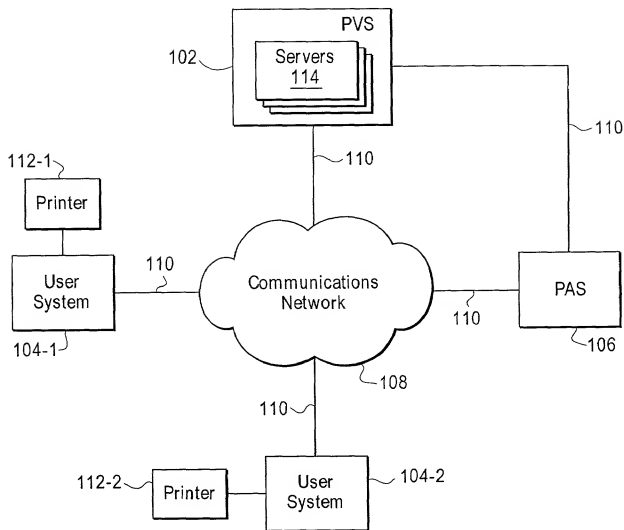 PVS
102
Servers
114
110
110
112-1
Printer
User
System
104-1
110
Communications
Network
110
PAS
106
108
110
112-2
Printer
User
System
104-2